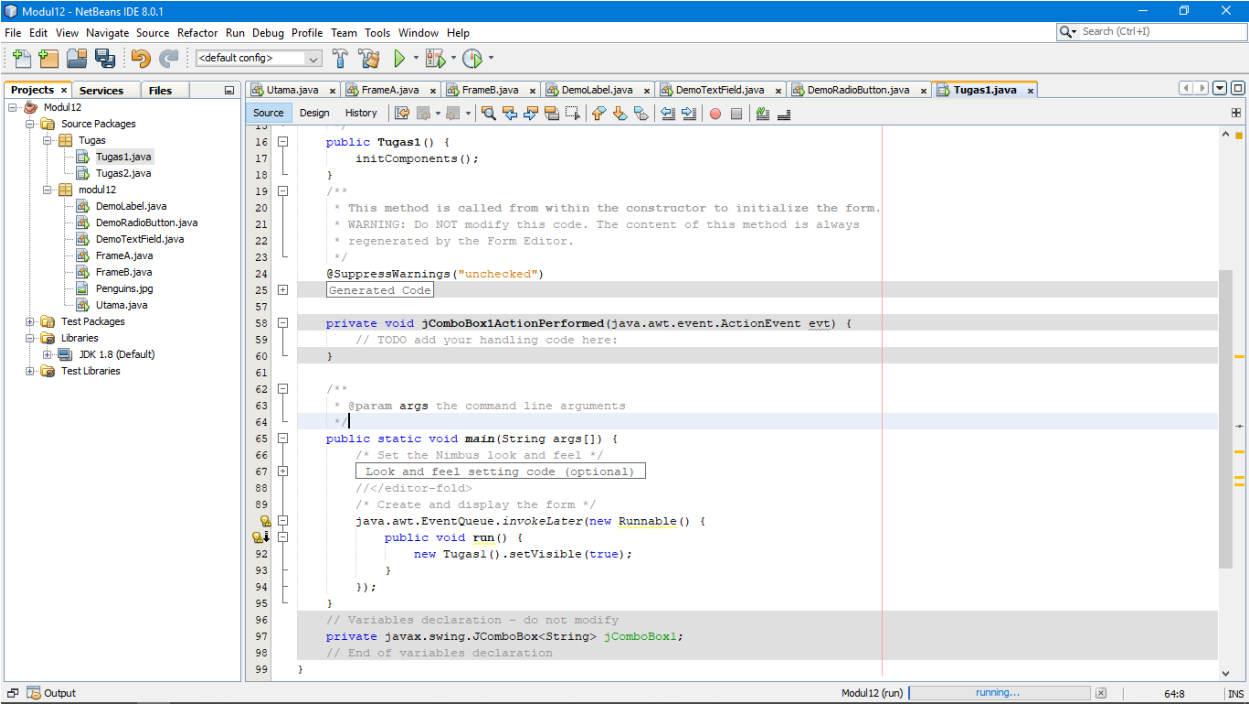 Modul12 - NetBeans IDE 8.0.1
File Edit View Navigate Source Refactor Run Debug Profile Team Tools Window Help
Search (Ctrl+I)
<default config>
Projects × Services Files
Modul12
Source Packages
Tugas
Tugas1.java
Tugas2.java
modul12
DemoLabel.java
DemoRadioButton.java
DemoTextField.java
FrameA.java
FrameB.java
Penguins.jpg
Utama.java
Test Packages
Libraries
JDK 1.8 (Default)
Test Libraries
Utama.java × FrameA.java × FrameB.java × DemoLabel.java × DemoTextField.java × DemoRadioButton.java × Tugas1.java ×
Source Design History
16 public Tugas1() {
17 initComponents();
18 }
19 /**
20 * This method is called from within the constructor to initialize the form.
21 * WARNING: Do NOT modify this code. The content of this method is always
22 * regenerated by the Form Editor.
23 */
24 @SuppressWarnings("unchecked")
25 Generated Code
57
58 private void jComboBox1ActionPerformed(java.awt.event.ActionEvent evt) {
59 // TODO add your handling code here:
60 }
61
62 /**
63 * @param args the command line arguments
64 */
65 public static void main(String args[]) {
66 /* Set the Nimbus look and feel */
67 Look and feel setting code (optional)
88 //</editor-fold>
89 /* Create and display the form */
java.awt.EventQueue.invokeLater(new Runnable() {
public void run() {
92 new Tugas1().setVisible(true);
93 }
94 });
95 }
96 // Variables declaration - do not modify
97 private javax.swing.JComboBox<String> jComboBox1;
98 // End of variables declaration
99 }
Output
Modul12 (run) running... 64:8 INS